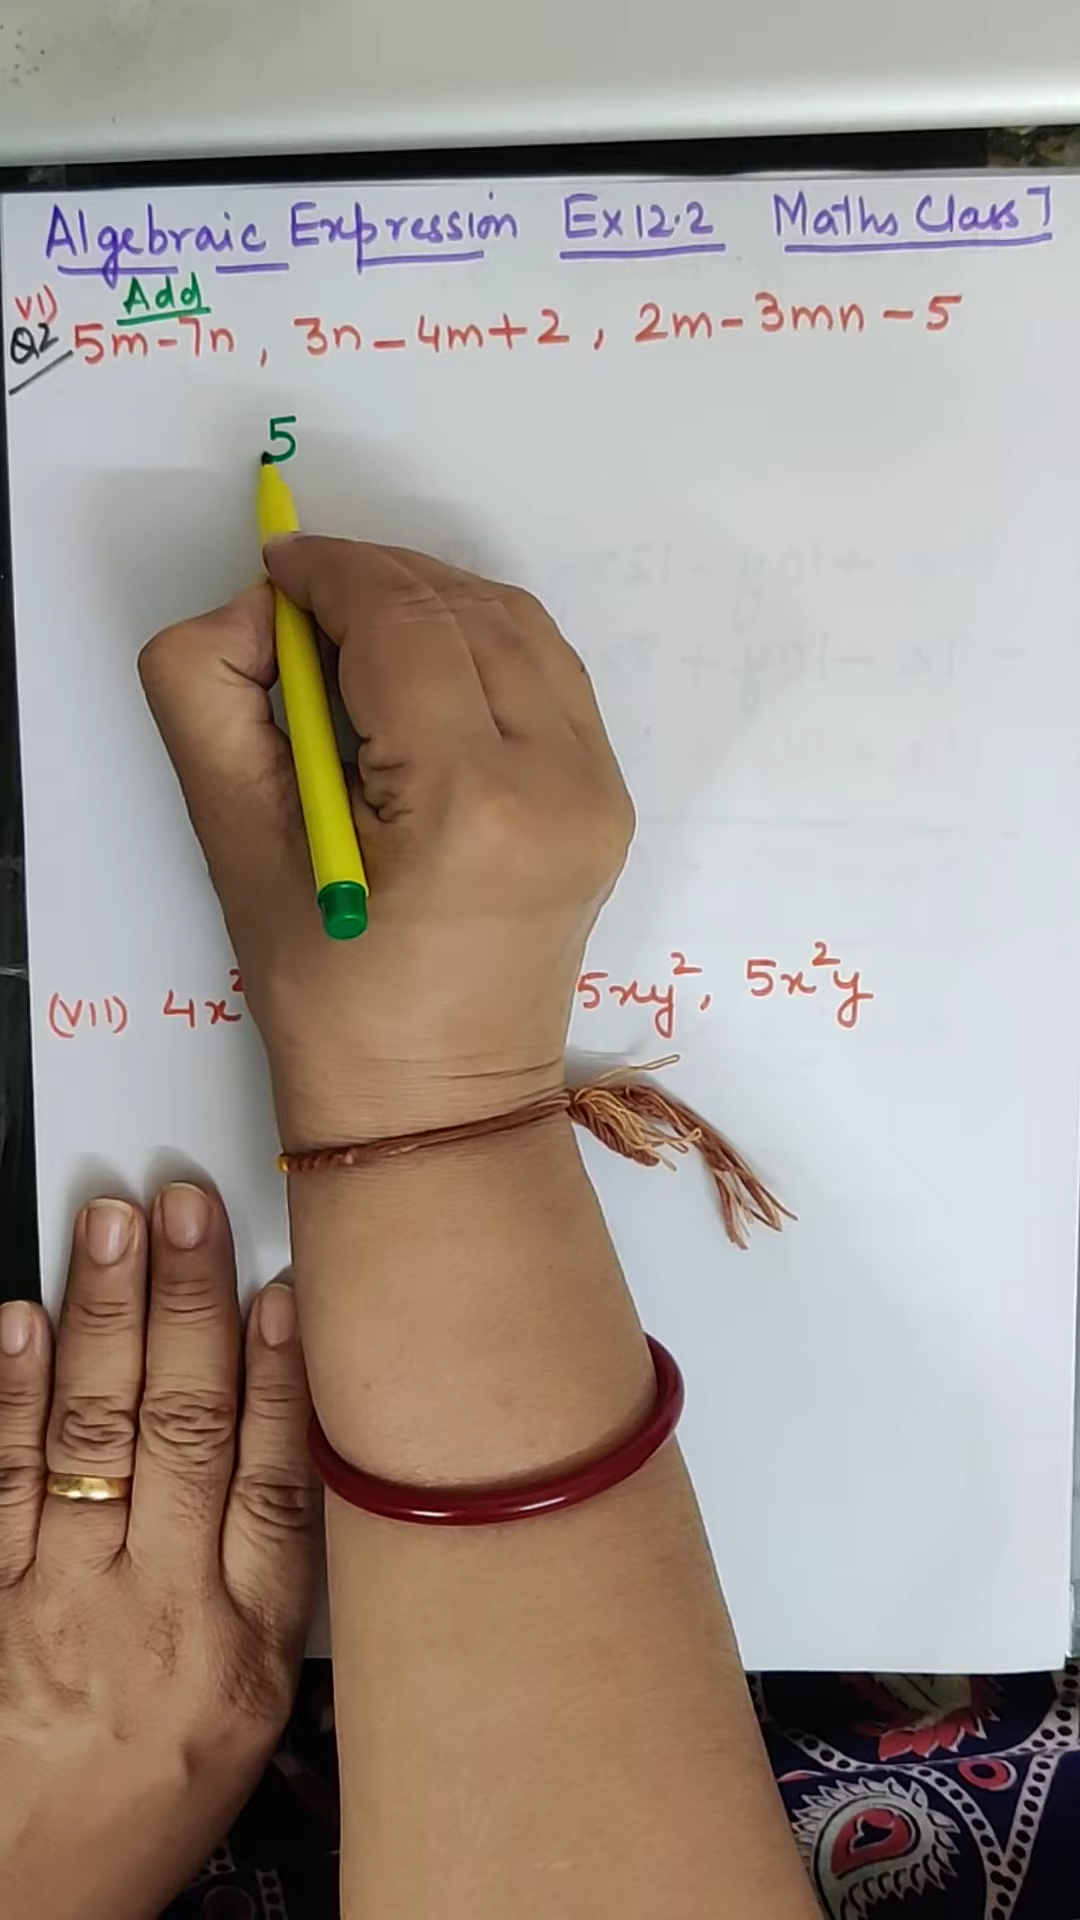 Algebraic Expression Ex 12.2 Maths Class 7
Add
VI)
Q2 5m-7n, 3n-4m+2, 2m-3mn-5
5
(VII) 4x² 5xy², 5x²y